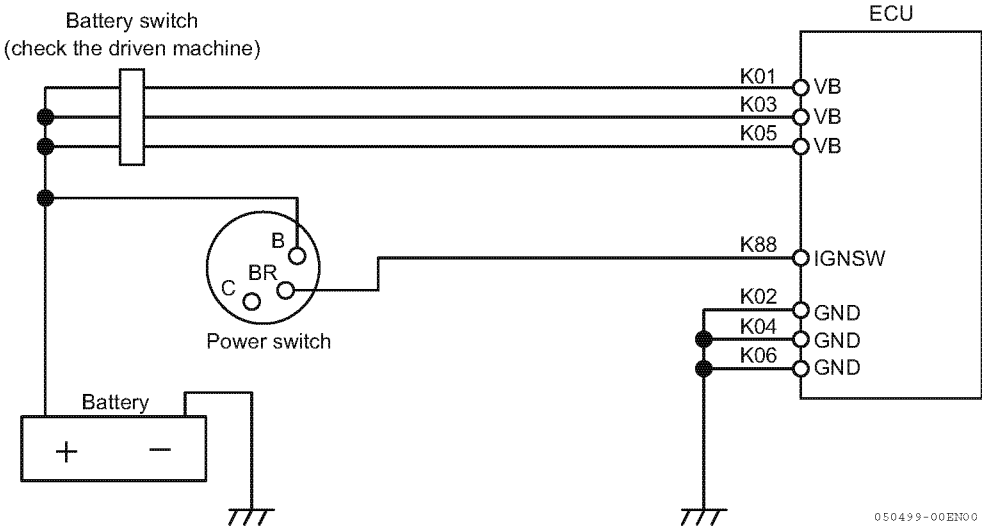 Battery switch
(check the driven machine)
ECU
K01
VB
K03
VB
K05
VB
B
BR
C
Power switch
K88
IGNSW
K02
GND
K04
GND
K06
GND
Battery
+
−
050499-00EN00